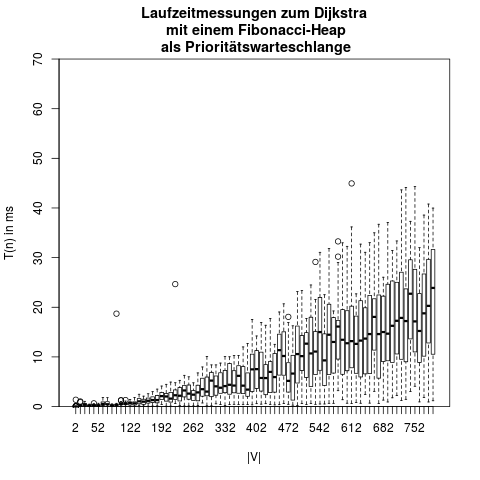 Laufzeitmessungen zum Dijkstra
mit einem Fibonacci-Heap
als Prioritätswarteschlange
70
60
50
40
30
20
10
0
T(n) in ms
2 52 122 192 262 332 402 472 542 612 682 752
|V|